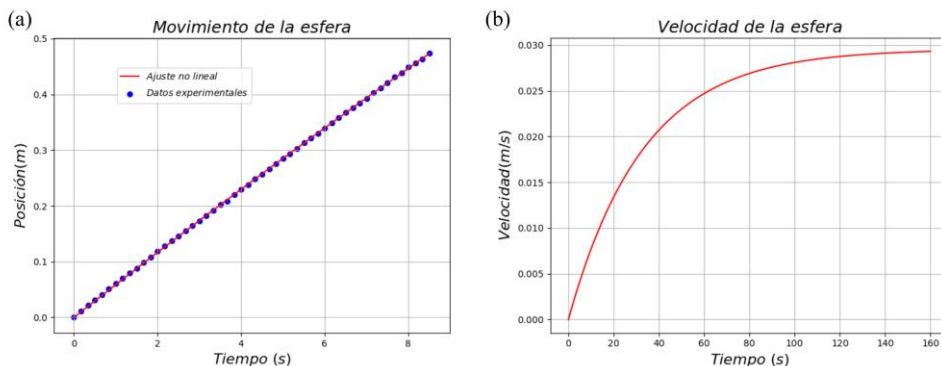 (a)
Movimiento de la esfera
Posición(m)
0.5
0.4
0.3
0.2
0.1
0.0
Ajuste no lineal
Datos experimentales
0 2 4 6 8
Tiempo (s)
(b)
Velocidad de la esfera
Velocidad(m/s)
0.030
0.025
0.020
0.015
0.010
0.005
0.000
0 20 40 60 80 100 120 140 160
Tiempo (s)